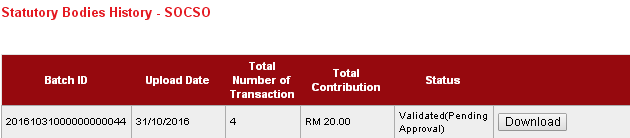 Statutory Bodies History - SOCSO
Batch ID Upload Date Total Number of Transaction Total Contribution Status
20161031000000000044 31/10/2016 4 RM 20.00 Validated(Pending Approval) Download